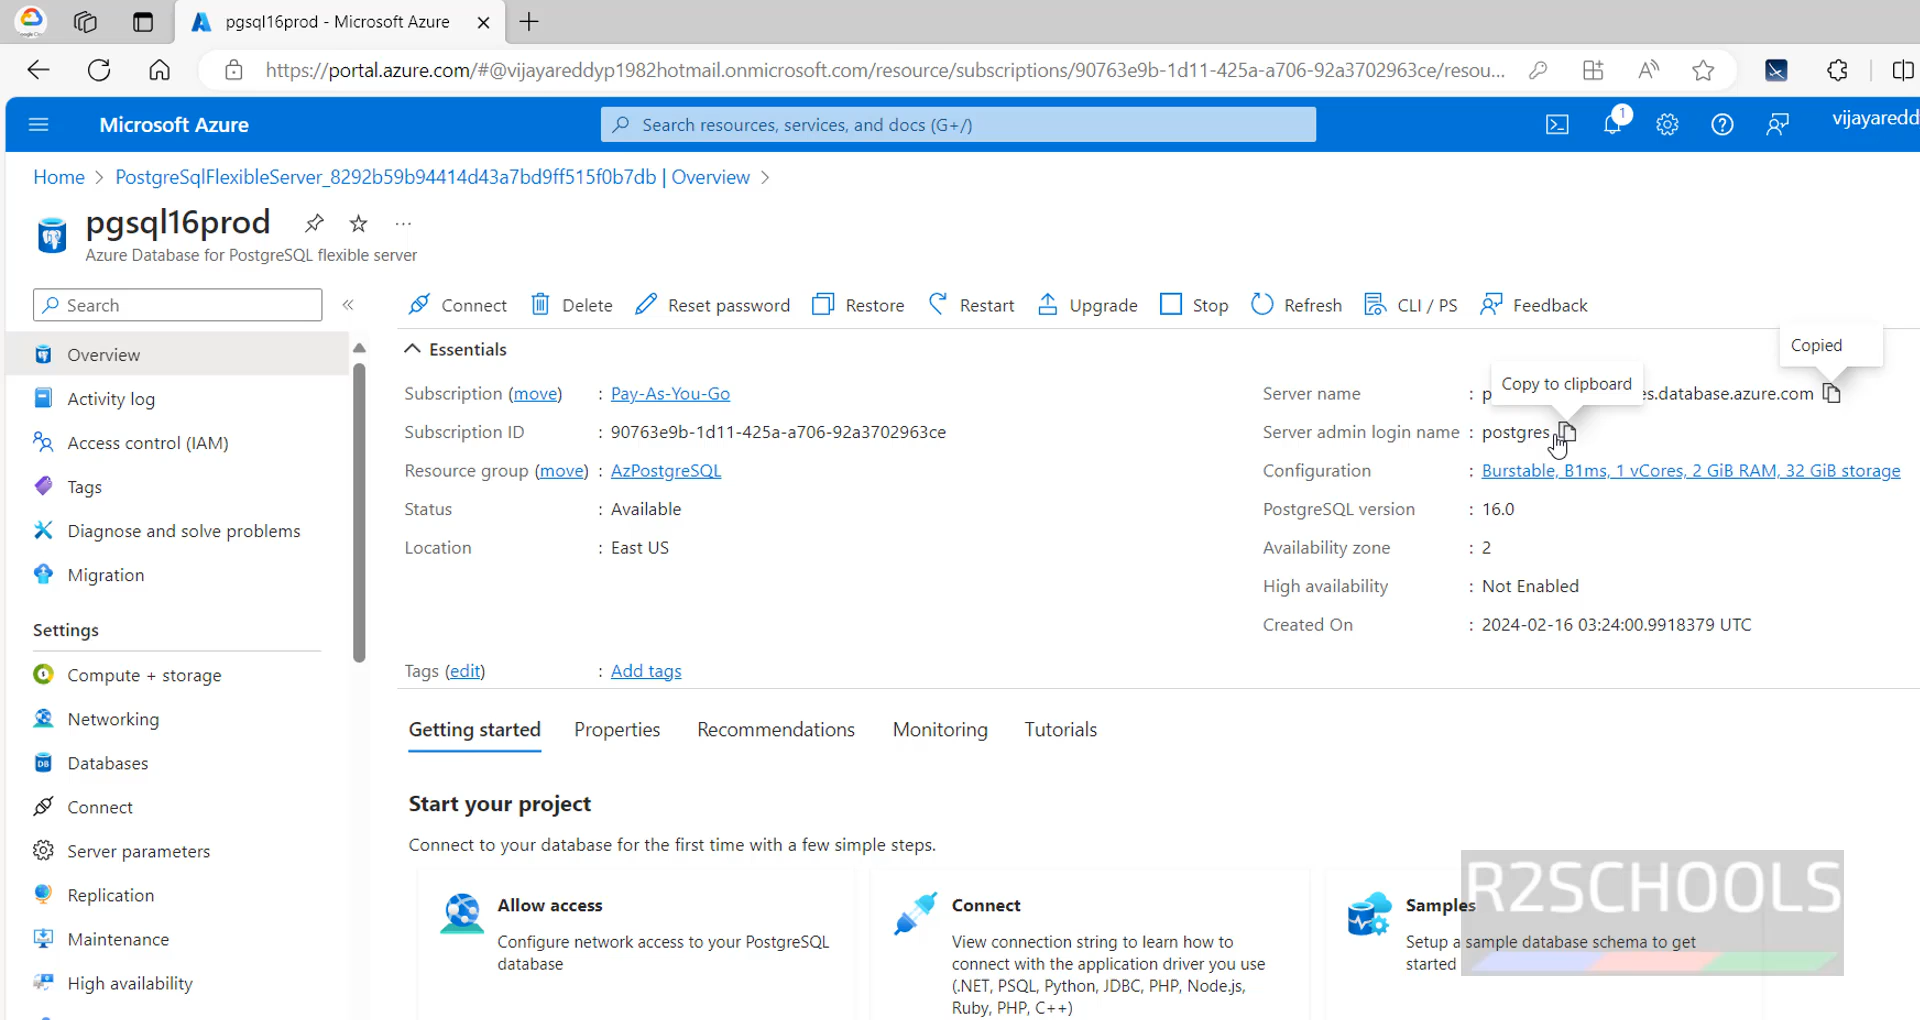 pgsql16prod - Microsoft Azure
https://portal.azure.com/#@vijayareddyp1982hotmail.onmicrosoft.com/resource/subscriptions/90763e9b-1d11-425a-a706-92a3702963ce/resou...
Microsoft Azure
Search resources, services, and docs (G+/)
1
vijayaredd
Home > PostgreSqlFlexibleServer_8292b59b94414d43a7bd9ff515f0b7db | Overview >
pgsql16prod
Azure Database for PostgreSQL flexible server
Search
Connect Delete Reset password Restore Restart Upgrade Stop Refresh CLI / PS Feedback
Overview
Activity log
Access control (IAM)
Tags
Diagnose and solve problems
Migration
Settings
Compute + storage
Networking
Databases
Connect
Server parameters
Replication
Maintenance
High availability
Essentials
Subscription (move) : Pay-As-You-Go
Subscription ID : 90763e9b-1d11-425a-a706-92a3702963ce
Resource group (move) : AzPostgreSQL
Status : Available
Location : East US
Copied
Copy to clipboard
Server name : p es.database.azure.com
Server admin login name : postgres
Configuration : Burstable, B1ms, 1 vCores, 2 GiB RAM, 32 GiB storage
PostgreSQL version : 16.0
Availability zone : 2
High availability : Not Enabled
Created On : 2024-02-16 03:24:00.9918379 UTC
Tags (edit) : Add tags
Getting started Properties Recommendations Monitoring Tutorials
Start your project
Connect to your database for the first time with a few simple steps.
Allow access
Configure network access to your PostgreSQL
database
Connect
View connection string to learn how to
connect with the application driver you use
(.NET, PSQL, Python, JDBC, PHP, Node.js,
Ruby, PHP, C++)
Samples
Setup a sample database schema to get
started
R2SCHOOLS